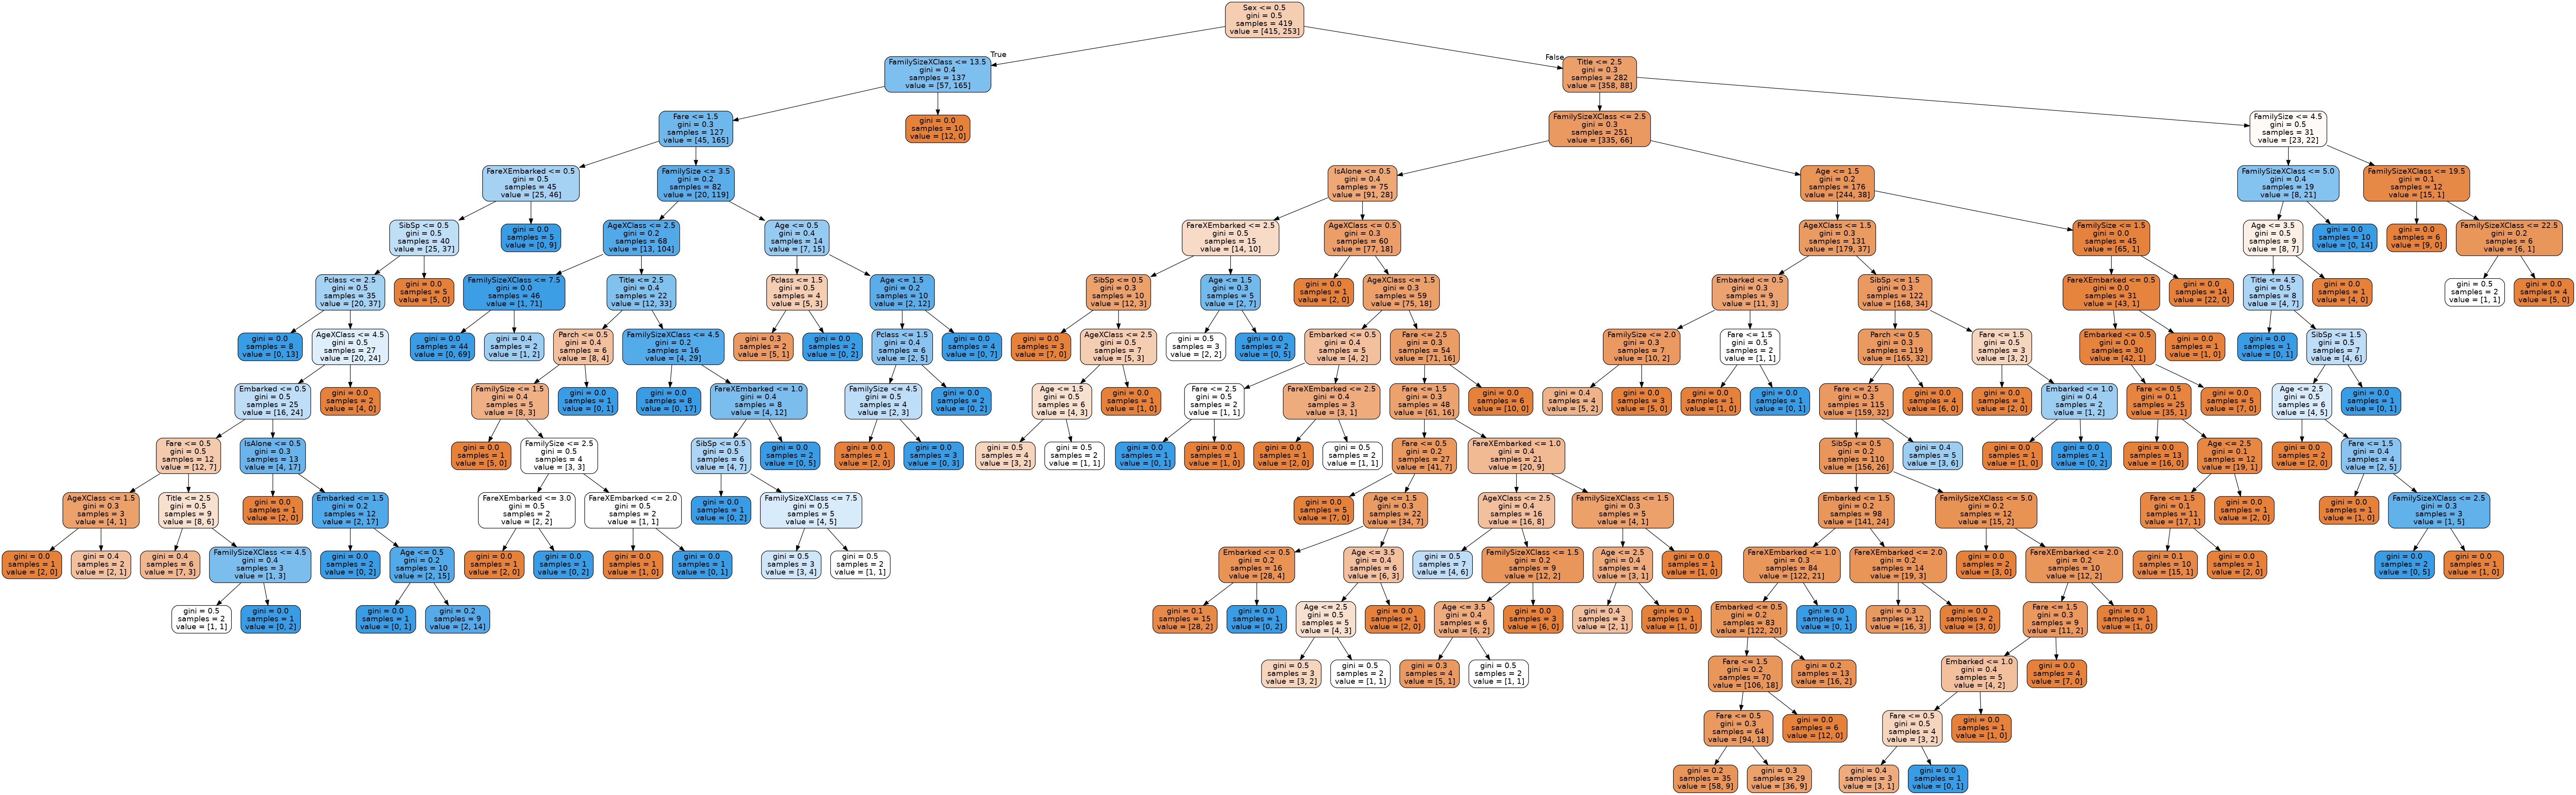 Sex <= 0.5
gini = 0.5
samples = 419
value = [415, 253]
True
False
FamilySizeXClass <= 13.5
gini = 0.4
samples = 137
value = [57, 165]
Title <= 2.5
gini = 0.3
samples = 282
value = [358, 88]
Fare <= 1.5
gini = 0.3
samples = 127
value = [45, 165]
gini = 0.0
samples = 10
value = [12, 0]
FamilySizeXClass <= 2.5
gini = 0.3
samples = 251
value = [335, 66]
FamilySize <= 4.5
gini = 0.5
samples = 31
value = [23, 22]
FareXEmbarked <= 0.5
gini = 0.5
samples = 45
value = [25, 46]
FamilySize <= 3.5
gini = 0.2
samples = 82
value = [20, 119]
IsAlone <= 0.5
gini = 0.4
samples = 75
value = [91, 28]
Age <= 1.5
gini = 0.2
samples = 176
value = [244, 38]
FamilySizeXClass <= 5.0
gini = 0.4
samples = 19
value = [8, 21]
FamilySizeXClass <= 19.5
gini = 0.1
samples = 12
value = [15, 1]
SibSp <= 0.5
gini = 0.5
samples = 40
value = [25, 37]
gini = 0.0
samples = 5
value = [0, 9]
AgeXClass <= 2.5
gini = 0.2
samples = 68
value = [13, 104]
Age <= 0.5
gini = 0.4
samples = 14
value = [7, 15]
FareXEmbarked <= 2.5
gini = 0.5
samples = 15
value = [14, 10]
AgeXClass <= 0.5
gini = 0.3
samples = 60
value = [77, 18]
AgeXClass <= 1.5
gini = 0.3
samples = 131
value = [179, 37]
FamilySize <= 1.5
gini = 0.0
samples = 45
value = [65, 1]
Age <= 3.5
gini = 0.5
samples = 9
value = [8, 7]
gini = 0.0
samples = 10
value = [0, 14]
gini = 0.0
samples = 6
value = [9, 0]
FamilySizeXClass <= 22.5
gini = 0.2
samples = 6
value = [6, 1]
Pclass <= 2.5
gini = 0.5
samples = 35
value = [20, 37]
gini = 0.0
samples = 5
value = [5, 0]
FamilySizeXClass <= 7.5
gini = 0.0
samples = 46
value = [1, 71]
Title <= 2.5
gini = 0.4
samples = 22
value = [12, 33]
Pclass <= 1.5
gini = 0.5
samples = 4
value = [5, 3]
Age <= 1.5
gini = 0.2
samples = 10
value = [2, 12]
SibSp <= 0.5
gini = 0.3
samples = 10
value = [12, 3]
Age <= 1.5
gini = 0.3
samples = 5
value = [2, 7]
gini = 0.0
samples = 1
value = [2, 0]
AgeXClass <= 1.5
gini = 0.3
samples = 59
value = [75, 18]
Embarked <= 0.5
gini = 0.3
samples = 9
value = [11, 3]
SibSp <= 1.5
gini = 0.3
samples = 122
value = [168, 34]
FareXEmbarked <= 0.5
gini = 0.0
samples = 31
value = [43, 1]
gini = 0.0
samples = 14
value = [22, 0]
Title <= 4.5
gini = 0.5
samples = 8
value = [4, 7]
gini = 0.0
samples = 1
value = [4, 0]
gini = 0.5
samples = 2
value = [1, 1]
gini = 0.0
samples = 4
value = [5, 0]
gini = 0.0
samples = 8
value = [0, 13]
AgeXClass <= 4.5
gini = 0.5
samples = 27
value = [20, 24]
gini = 0.0
samples = 44
value = [0, 69]
gini = 0.4
samples = 2
value = [1, 2]
Parch <= 0.5
gini = 0.4
samples = 6
value = [8, 4]
FamilySizeXClass <= 4.5
gini = 0.2
samples = 16
value = [4, 29]
gini = 0.3
samples = 2
value = [5, 1]
gini = 0.0
samples = 2
value = [0, 2]
Pclass <= 1.5
gini = 0.4
samples = 6
value = [2, 5]
gini = 0.0
samples = 4
value = [0, 7]
gini = 0.0
samples = 3
value = [7, 0]
AgeXClass <= 2.5
gini = 0.5
samples = 7
value = [5, 3]
gini = 0.5
samples = 3
value = [2, 2]
gini = 0.0
samples = 2
value = [0, 5]
Embarked <= 0.5
gini = 0.4
samples = 5
value = [4, 2]
Fare <= 2.5
gini = 0.3
samples = 54
value = [71, 16]
FamilySize <= 2.0
gini = 0.3
samples = 7
value = [10, 2]
Fare <= 1.5
gini = 0.5
samples = 2
value = [1, 1]
Parch <= 0.5
gini = 0.3
samples = 119
value = [165, 32]
Fare <= 1.5
gini = 0.5
samples = 3
value = [3, 2]
Embarked <= 0.5
gini = 0.0
samples = 30
value = [42, 1]
gini = 0.0
samples = 1
value = [1, 0]
gini = 0.0
samples = 1
value = [0, 1]
SibSp <= 1.5
gini = 0.5
samples = 7
value = [4, 6]
Embarked <= 0.5
gini = 0.5
samples = 25
value = [16, 24]
gini = 0.0
samples = 2
value = [4, 0]
FamilySize <= 1.5
gini = 0.4
samples = 5
value = [8, 3]
gini = 0.0
samples = 1
value = [0, 1]
gini = 0.0
samples = 8
value = [0, 17]
FareXEmbarked <= 1.0
gini = 0.4
samples = 8
value = [4, 12]
FamilySize <= 4.5
gini = 0.5
samples = 4
value = [2, 3]
gini = 0.0
samples = 2
value = [0, 2]
Age <= 1.5
gini = 0.5
samples = 6
value = [4, 3]
gini = 0.0
samples = 1
value = [1, 0]
Fare <= 2.5
gini = 0.5
samples = 2
value = [1, 1]
FareXEmbarked <= 2.5
gini = 0.4
samples = 3
value = [3, 1]
Fare <= 1.5
gini = 0.3
samples = 48
value = [61, 16]
gini = 0.0
samples = 6
value = [10, 0]
gini = 0.4
samples = 4
value = [5, 2]
gini = 0.0
samples = 3
value = [5, 0]
gini = 0.0
samples = 1
value = [1, 0]
gini = 0.0
samples = 1
value = [0, 1]
Fare <= 2.5
gini = 0.3
samples = 115
value = [159, 32]
gini = 0.0
samples = 4
value = [6, 0]
gini = 0.0
samples = 1
value = [2, 0]
Embarked <= 1.0
gini = 0.4
samples = 2
value = [1, 2]
Fare <= 0.5
gini = 0.1
samples = 25
value = [35, 1]
gini = 0.0
samples = 5
value = [7, 0]
Age <= 2.5
gini = 0.5
samples = 6
value = [4, 5]
gini = 0.0
samples = 1
value = [0, 1]
Fare <= 0.5
gini = 0.5
samples = 12
value = [12, 7]
IsAlone <= 0.5
gini = 0.3
samples = 13
value = [4, 17]
gini = 0.0
samples = 1
value = [5, 0]
FamilySize <= 2.5
gini = 0.5
samples = 4
value = [3, 3]
SibSp <= 0.5
gini = 0.5
samples = 6
value = [4, 7]
gini = 0.0
samples = 2
value = [0, 5]
gini = 0.0
samples = 1
value = [2, 0]
gini = 0.0
samples = 3
value = [0, 3]
gini = 0.5
samples = 4
value = [3, 2]
gini = 0.5
samples = 2
value = [1, 1]
gini = 0.0
samples = 1
value = [0, 1]
gini = 0.0
samples = 1
value = [1, 0]
gini = 0.0
samples = 1
value = [2, 0]
gini = 0.5
samples = 2
value = [1, 1]
Fare <= 0.5
gini = 0.2
samples = 27
value = [41, 7]
FareXEmbarked <= 1.0
gini = 0.4
samples = 21
value = [20, 9]
SibSp <= 0.5
gini = 0.2
samples = 110
value = [156, 26]
gini = 0.4
samples = 5
value = [3, 6]
gini = 0.0
samples = 1
value = [1, 0]
gini = 0.0
samples = 1
value = [0, 2]
gini = 0.0
samples = 13
value = [16, 0]
Age <= 2.5
gini = 0.1
samples = 12
value = [19, 1]
gini = 0.0
samples = 2
value = [2, 0]
Fare <= 1.5
gini = 0.4
samples = 4
value = [2, 5]
AgeXClass <= 1.5
gini = 0.3
samples = 3
value = [4, 1]
Title <= 2.5
gini = 0.5
samples = 9
value = [8, 6]
gini = 0.0
samples = 1
value = [2, 0]
Embarked <= 1.5
gini = 0.2
samples = 12
value = [2, 17]
FareXEmbarked <= 3.0
gini = 0.5
samples = 2
value = [2, 2]
FareXEmbarked <= 2.0
gini = 0.5
samples = 2
value = [1, 1]
gini = 0.0
samples = 1
value = [0, 2]
FamilySizeXClass <= 7.5
gini = 0.5
samples = 5
value = [4, 5]
gini = 0.0
samples = 5
value = [7, 0]
Age <= 1.5
gini = 0.3
samples = 22
value = [34, 7]
AgeXClass <= 2.5
gini = 0.4
samples = 16
value = [16, 8]
FamilySizeXClass <= 1.5
gini = 0.3
samples = 5
value = [4, 1]
Embarked <= 1.5
gini = 0.2
samples = 98
value = [141, 24]
FamilySizeXClass <= 5.0
gini = 0.2
samples = 12
value = [15, 2]
Fare <= 1.5
gini = 0.1
samples = 11
value = [17, 1]
gini = 0.0
samples = 1
value = [2, 0]
gini = 0.0
samples = 1
value = [1, 0]
FamilySizeXClass <= 2.5
gini = 0.3
samples = 3
value = [1, 5]
gini = 0.0
samples = 1
value = [2, 0]
gini = 0.4
samples = 2
value = [2, 1]
gini = 0.4
samples = 6
value = [7, 3]
FamilySizeXClass <= 4.5
gini = 0.4
samples = 3
value = [1, 3]
gini = 0.0
samples = 2
value = [0, 2]
Age <= 0.5
gini = 0.2
samples = 10
value = [2, 15]
gini = 0.0
samples = 1
value = [2, 0]
gini = 0.0
samples = 1
value = [0, 2]
gini = 0.0
samples = 1
value = [1, 0]
gini = 0.0
samples = 1
value = [0, 1]
gini = 0.5
samples = 3
value = [3, 4]
gini = 0.5
samples = 2
value = [1, 1]
Embarked <= 0.5
gini = 0.2
samples = 16
value = [28, 4]
Age <= 3.5
gini = 0.4
samples = 6
value = [6, 3]
gini = 0.5
samples = 7
value = [4, 6]
FamilySizeXClass <= 1.5
gini = 0.2
samples = 9
value = [12, 2]
Age <= 2.5
gini = 0.4
samples = 4
value = [3, 1]
gini = 0.0
samples = 1
value = [1, 0]
FareXEmbarked <= 1.0
gini = 0.3
samples = 84
value = [122, 21]
FareXEmbarked <= 2.0
gini = 0.2
samples = 14
value = [19, 3]
gini = 0.0
samples = 2
value = [3, 0]
FareXEmbarked <= 2.0
gini = 0.2
samples = 10
value = [12, 2]
gini = 0.1
samples = 10
value = [15, 1]
gini = 0.0
samples = 1
value = [2, 0]
gini = 0.0
samples = 2
value = [0, 5]
gini = 0.0
samples = 1
value = [1, 0]
gini = 0.5
samples = 2
value = [1, 1]
gini = 0.0
samples = 1
value = [0, 2]
gini = 0.0
samples = 1
value = [0, 1]
gini = 0.2
samples = 9
value = [2, 14]
gini = 0.1
samples = 15
value = [28, 2]
gini = 0.0
samples = 1
value = [0, 2]
Age <= 2.5
gini = 0.5
samples = 5
value = [4, 3]
gini = 0.0
samples = 1
value = [2, 0]
Age <= 3.5
gini = 0.4
samples = 6
value = [6, 2]
gini = 0.0
samples = 3
value = [6, 0]
gini = 0.4
samples = 3
value = [2, 1]
gini = 0.0
samples = 1
value = [1, 0]
Embarked <= 0.5
gini = 0.2
samples = 83
value = [122, 20]
gini = 0.0
samples = 1
value = [0, 1]
gini = 0.3
samples = 12
value = [16, 3]
gini = 0.0
samples = 2
value = [3, 0]
Fare <= 1.5
gini = 0.3
samples = 9
value = [11, 2]
gini = 0.0
samples = 1
value = [1, 0]
gini = 0.5
samples = 3
value = [3, 2]
gini = 0.5
samples = 2
value = [1, 1]
gini = 0.3
samples = 4
value = [5, 1]
gini = 0.5
samples = 2
value = [1, 1]
Fare <= 1.5
gini = 0.2
samples = 70
value = [106, 18]
gini = 0.2
samples = 13
value = [16, 2]
Embarked <= 1.0
gini = 0.4
samples = 5
value = [4, 2]
gini = 0.0
samples = 4
value = [7, 0]
Fare <= 0.5
gini = 0.3
samples = 64
value = [94, 18]
gini = 0.0
samples = 6
value = [12, 0]
Fare <= 0.5
gini = 0.5
samples = 4
value = [3, 2]
gini = 0.0
samples = 1
value = [1, 0]
gini = 0.2
samples = 35
value = [58, 9]
gini = 0.3
samples = 29
value = [36, 9]
gini = 0.4
samples = 3
value = [3, 1]
gini = 0.0
samples = 1
value = [0, 1]